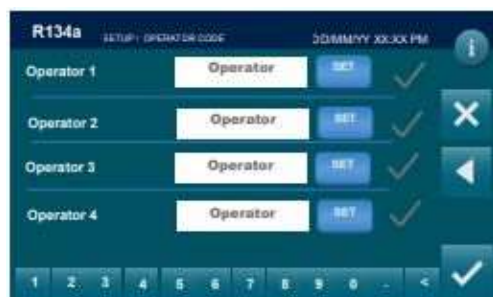 R134a SETUP: OPERATOR CODE DD/MM/YY XX:XX PM i
Operator 1 Operator SET
Operator 2 Operator SET
Operator 3 Operator SET
Operator 4 Operator SET
1 2 3 4 5 6 7 8 9 0 . <